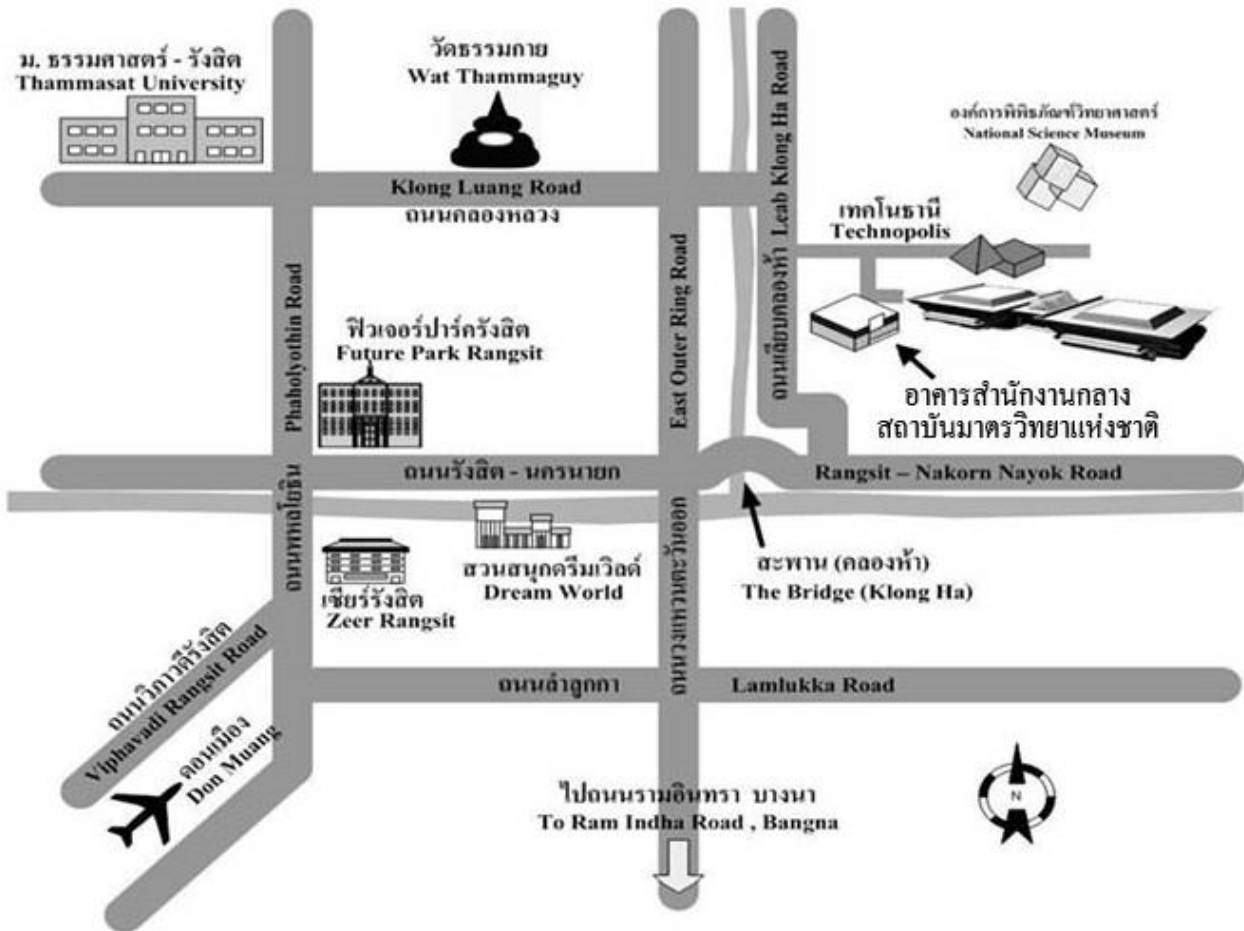 ม. ธรรมศาสตร์ - รังสิต
Thammasat University
วัดธรรมกาย
Wat Thammaguy
Klong Luang Road
ถนนคลองหลวง
Phaholyothin Road
ถนนพหลโยธิน
East Outer Ring Road
ถนนวงแหวนตะวันออก
ถนนเลียบคลองห้า Leab Klong Ha Road
องค์การพิพิธภัณฑ์วิทยาศาสตร์
National Science Museum
เทคโนธานี
Technopolis
ฟิวเจอร์ปาร์ครังสิต
Future Park Rangsit
อาคารสำนักงานกลาง
สถาบันมาตรวิทยาแห่งชาติ
ถนนรังสิต - นครนายก
Rangsit – Nakorn Nayok Road
เซียร์รังสิต
Zeer Rangsit
สวนสนุกดรีมเวิลด์
Dream World
สะพาน (คลองห้า)
The Bridge (Klong Ha)
ถนนวิภาวดีรังสิต
Viphavadi Rangsit Road
ถนนลำลูกกา
Lamlukka Road
ดอนเมือง
Don Muang
ไปถนนรามอินทรา บางนา
To Ram Indha Road , Bangna
N